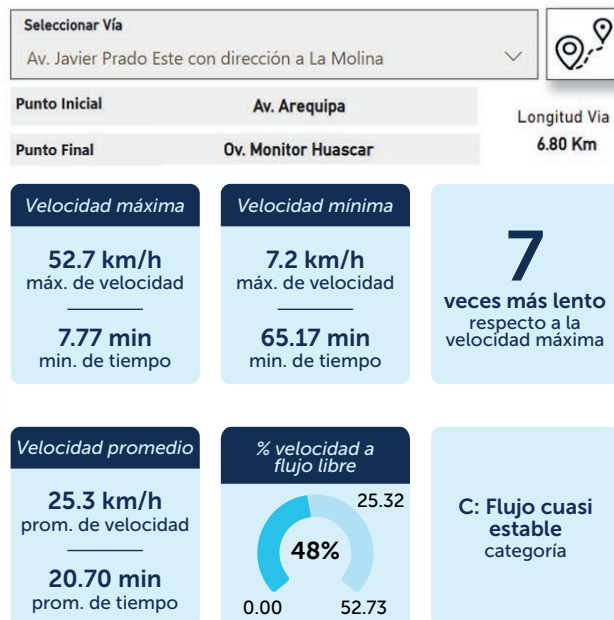 Seleccionar Vía
Av. Javier Prado Este con dirección a La Molina
Punto Inicial Av. Arequipa
Punto Final Ov. Monitor Huascar
Longitud Via
6.80 Km
Velocidad máxima
52.7 km/h
máx. de velocidad
7.77 min
min. de tiempo
Velocidad mínima
7.2 km/h
máx. de velocidad
65.17 min
min. de tiempo
7
veces más lento
respecto a la
velocidad máxima
Velocidad promedio
25.3 km/h
prom. de velocidad
20.70 min
prom. de tiempo
% velocidad a
flujo libre
25.32
48%
0.00 52.73
C: Flujo cuasi
estable
categoría